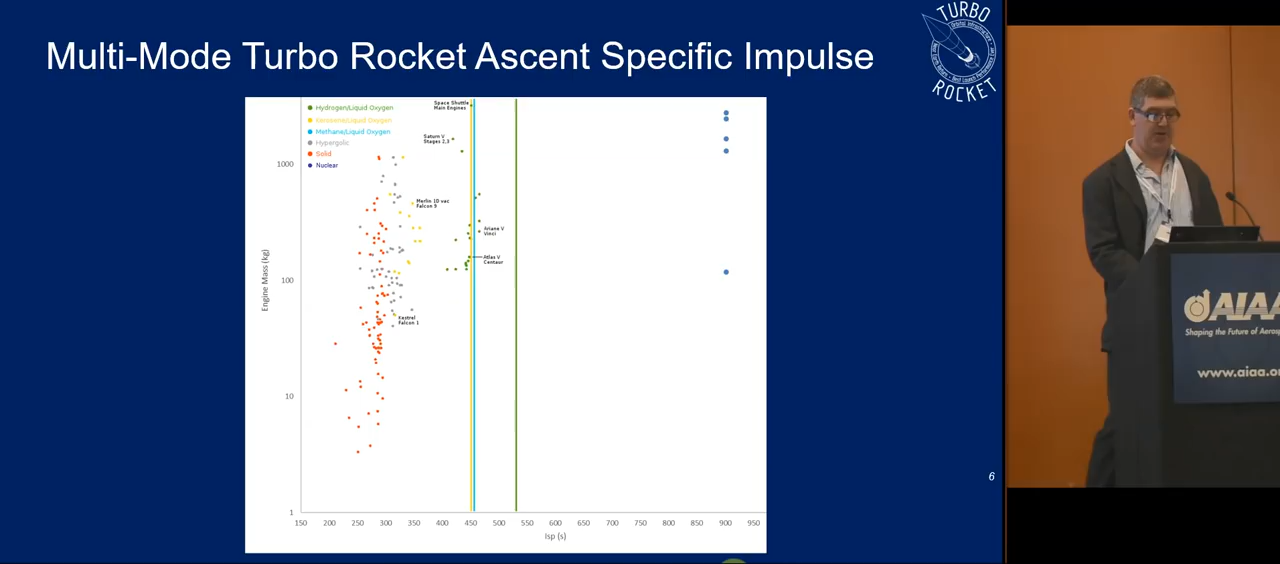 Multi-Mode Turbo Rocket Ascent Specific Impulse
TURBO
ROCKET
Hydrogen/Liquid Oxygen
Kerosene/Liquid Oxygen
Methane/Liquid Oxygen
Hypergolic
Solid
Nuclear
Space Shuttle
Main Engines
Saturn V
Stages 2,3
Merlin 1D vac
Falcon 9
Ariane V
Vinci
Atlas V
Centaur
Kestrel
Falcon 1
Engine Mass (kg)
1000
100
10
1
150 200 250 300 350 400 450 500 550 600 650 700 750 800 850 900 950
Isp (s)
6
AIAA
Shaping the Future of Aeros
www.aiaa.or